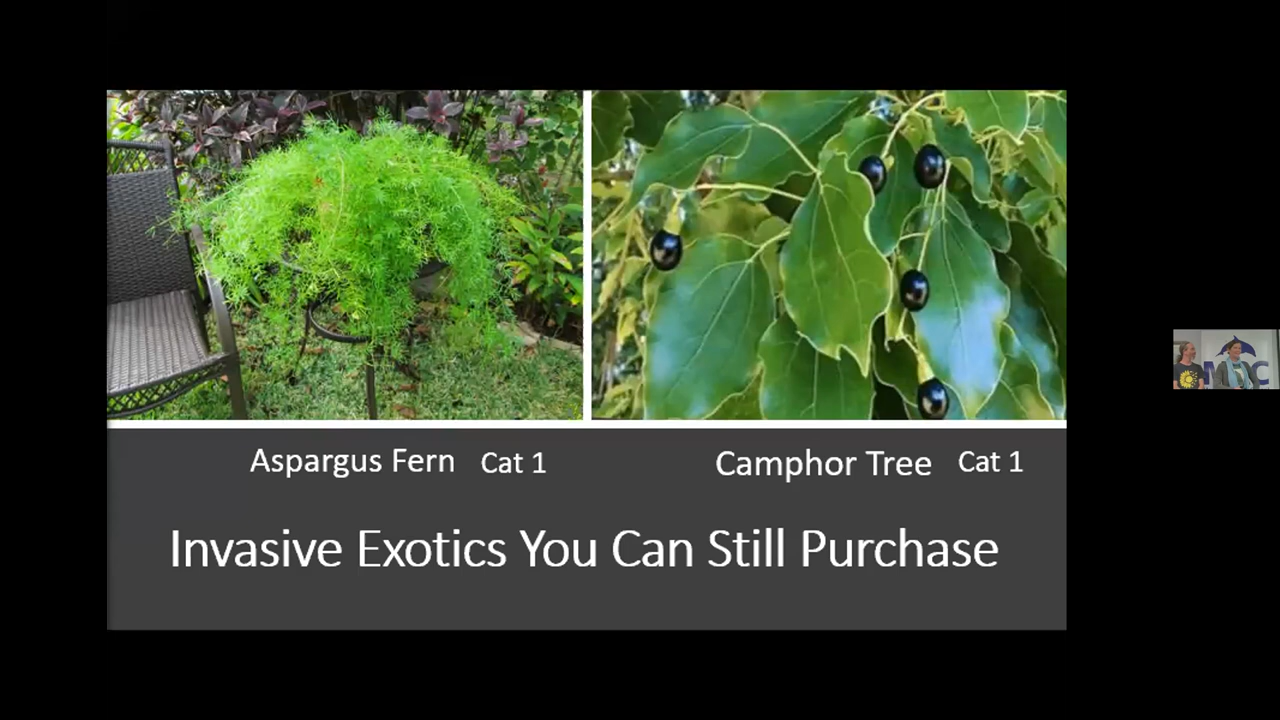 Aspargus Fern Cat 1
Camphor Tree Cat 1
Invasive Exotics You Can Still Purchase